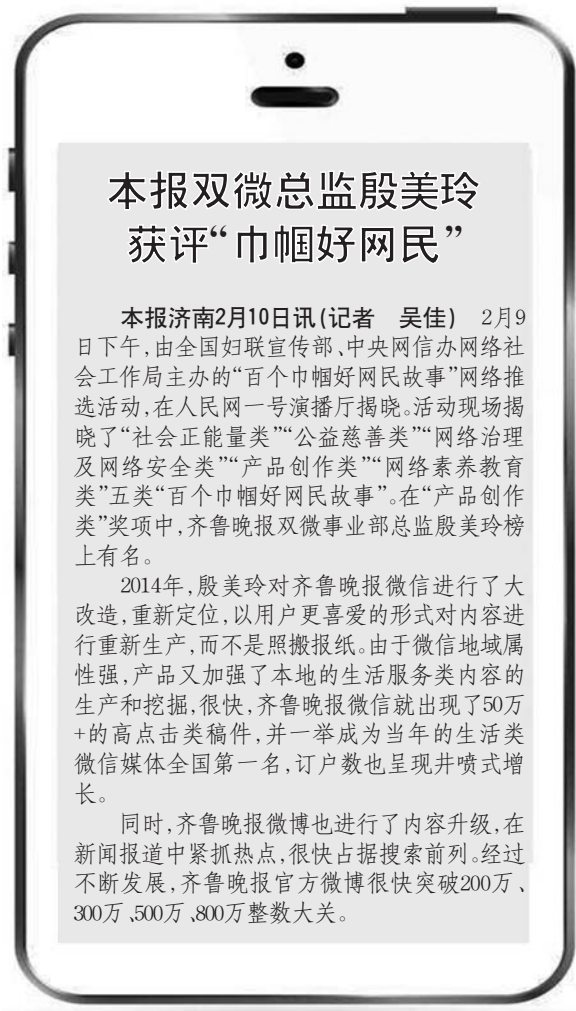 本报双微总监殷美玲
获评“巾帼好网民”
本报济南2月10日讯(记者 吴佳) 2月9
日下午,由全国妇联宣传部、中央网信办网络社
会工作局主办的“百个巾帼好网民故事”网络推
选活动,在人民网一号演播厅揭晓。活动现场揭
晓了“社会正能量类”“公益慈善类”“网络治理
及网络安全类”“产品创作类”“网络素养教育
类”五类“百个巾帼好网民故事”。在“产品创作
类”奖项中,齐鲁晚报双微事业部总监殷美玲榜
上有名。
2014年,殷美玲对齐鲁晚报微信进行了大
改造,重新定位,以用户更喜爱的形式对内容进
行重新生产,而不是照搬报纸。由于微信地域属
性强,产品又加强了本地的生活服务类内容的
生产和挖掘,很快,齐鲁晚报微信就出现了50万
+的高点击类稿件,并一举成为当年的生活类
微信媒体全国第一名,订户数也呈现井喷式增
长。
同时,齐鲁晚报微博也进行了内容升级,在
新闻报道中紧抓热点,很快占据搜索前列。经过
不断发展,齐鲁晚报官方微博很快突破200万、
300万、500万、800万整数大关。